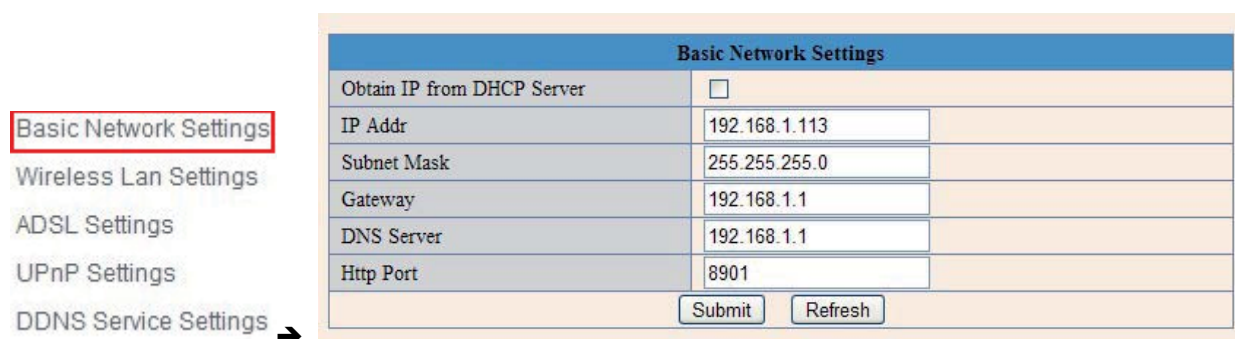 Basic Network Settings
Wireless Lan Settings
ADSL Settings
UPnP Settings
DDNS Service Settings ➔
Basic Network Settings
Obtain IP from DHCP Server
IP Addr 192.168.1.113
Subnet Mask 255.255.255.0
Gateway 192.168.1.1
DNS Server 192.168.1.1
Http Port 8901
Submit Refresh